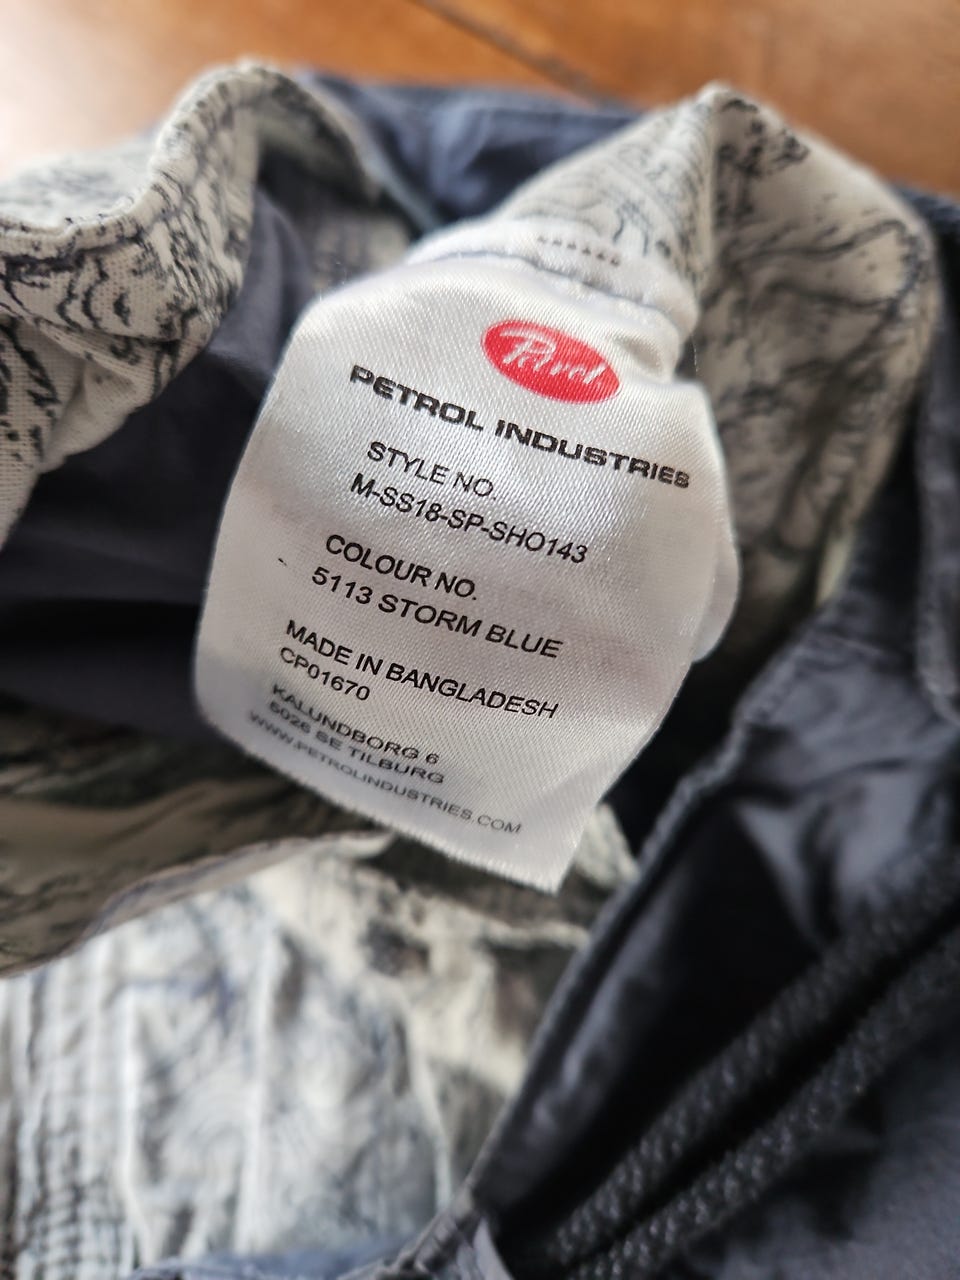 Petrol
PETROL INDUSTRIES
STYLE NO.
M-SS18-SP-SHO143
COLOUR NO.
5113 STORM BLUE
MADE IN BANGLADESH
CP01670
KALUNDBORG 6
5026 SE TILBURG
WWW.PETROLINDUSTRIES.COM